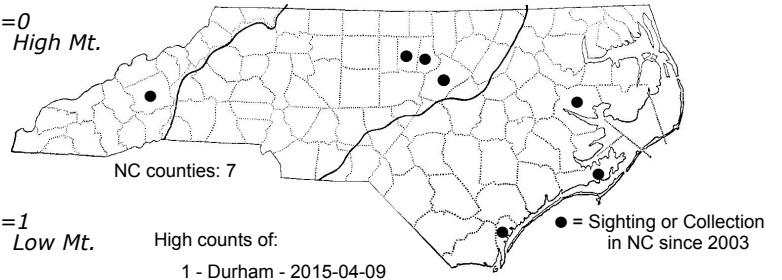 =0
High Mt.
NC counties: 7
=1
Low Mt.
High counts of:
1 - Durham - 2015-04-09
● = Sighting or Collection
in NC since 2003